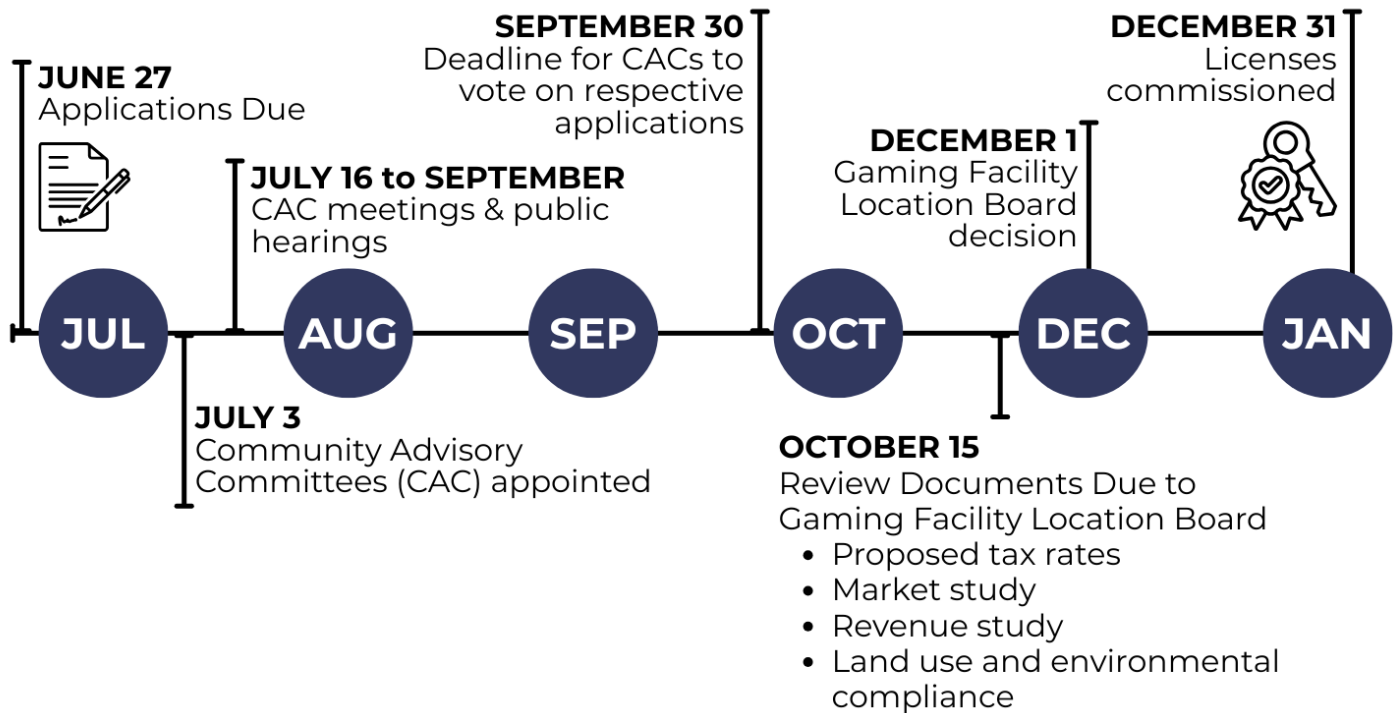 JUNE 27
Applications Due
JULY 16 to SEPTEMBER
CAC meetings & public
hearings
SEPTEMBER 30
Deadline for CACs to
vote on respective
applications
DECEMBER 1
Gaming Facility
Location Board
decision
DECEMBER 31
Licenses
commissioned
JUL
AUG
SEP
OCT
DEC
JAN
JULY 3
Community Advisory
Committees (CAC) appointed
OCTOBER 15
Review Documents Due to
Gaming Facility Location Board
• Proposed tax rates
• Market study
• Revenue study
• Land use and environmental
compliance